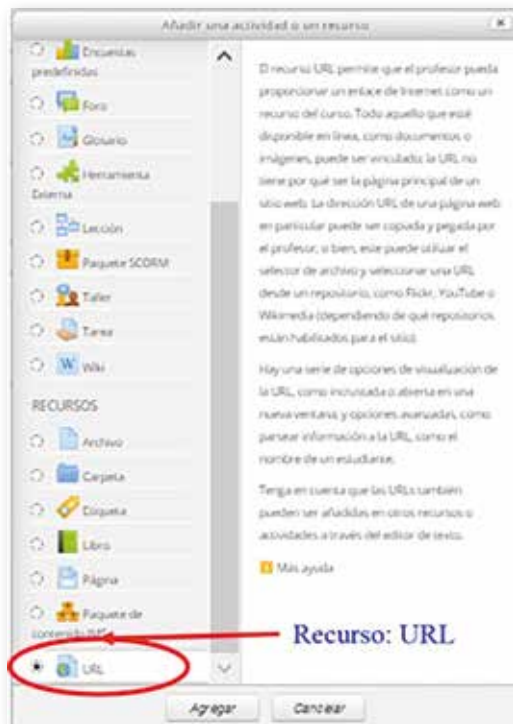 Añadir una actividad o un recurso
Encuestas
predefinidas
Foro
Glosario
Herramienta
Externa
Lección
Paquete SCORM
Taller
Tarea
Wiki
RECURSOS
Archivo
Carpeta
Etiqueta
Libro
Página
Paquete de
contenido IMS
URL
El recurso URL permite que el profesor pueda
proporcionar un enlace de Internet como un
recurso del curso. Todo aquello que esté
disponible en línea, como documentos o
imágenes, puede ser vinculado; la URL no
tiene por qué ser la página principal de un
sitio web. La dirección URL de una página web
en particular puede ser copiada y pegada por
el profesor, o bien, este puede utilizar el
selector de archivo y seleccionar una URL
desde un repositorio, como Flickr, YouTube o
Wikimedia (dependiendo de qué repositorios
están habilitados para el sitio).
Hay una serie de opciones de visualización de
la URL, como incrustada o abierta en una
nueva ventana, y opciones avanzadas, como
parsear información a la URL, como el
nombre de un estudiante.
Tenga en cuenta que las URLs también
pueden ser añadidas en otros recursos o
actividades a través del editor de texto.
Más ayuda
Recurso: URL
Agregar
Cancelar